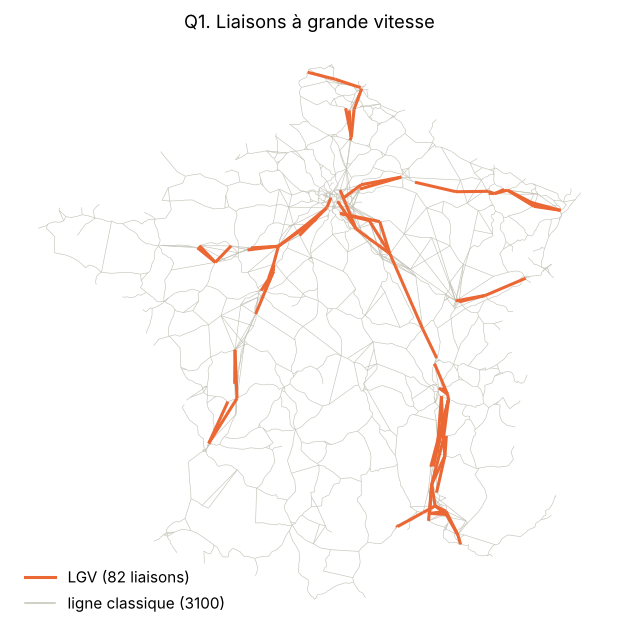 Q1. Liaisons à grande vitesse
LGV (82 liaisons)
ligne classique (3100)